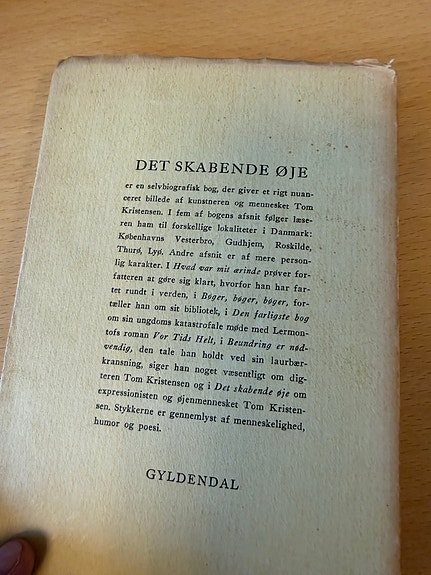 DET SKABENDE ØJE
er en selvbiografisk bog, der giver et rigt nuan-
ceret billede af kunstneren og mennesket Tom
Kristensen. I fem af bogens afsnit følger læse-
ren ham til forskellige lokaliteter i Danmark:
Københavns Vesterbro, Gudhjem, Roskilde,
Thurø, Lyø. Andre afsnit er af mere person-
lig karakter. I Hvad var mit ærinde prøver for-
fatteren at gøre sig klart, hvorfor han har far-
tet rundt i verden, i Bøger, bøger, bøger, for-
tæller han om sit bibliotek, i Den farligste bog
om sin ungdoms katastrofale møde med Lermon-
tofs roman Vor Tids Helt, i Beundring er nød-
vendig, den tale han holdt ved sin laurbær-
kransning, siger han noget væsentligt om dig-
teren Tom Kristensen og i Det skabende øje om
expressionisten og øjenmennesket Tom Kristen-
sen. Stykkerne er gennemlyst af menneskelighed,
humor og poesi.
GYLDENDAL